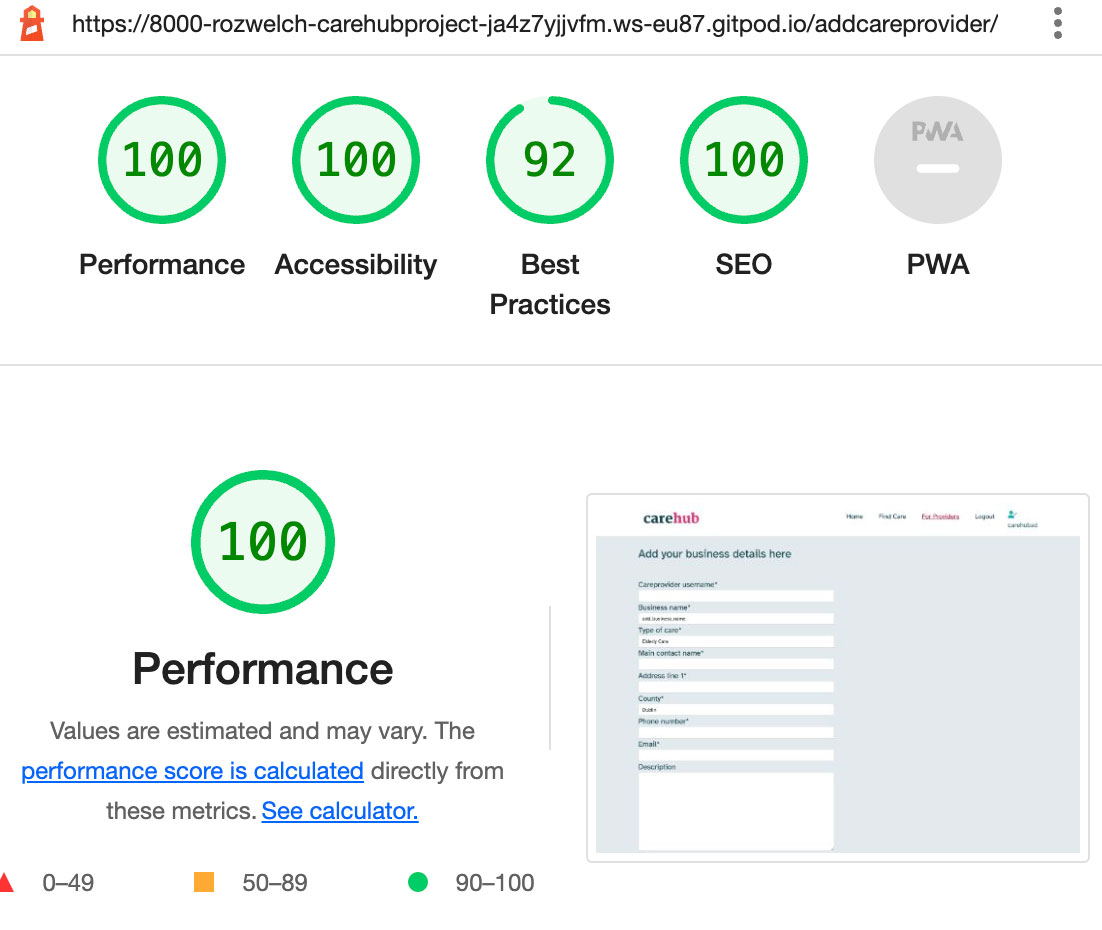 https://8000-rozwelch-carehubproject-ja4z7yjjvfm.ws-eu87.gitpod.io/addcareprovider/
100
100
92
100
PWA
Performance
Accessibility
Best
Practices
SEO
PWA
100
Performance
Values are estimated and may vary. The
performance score is calculated directly from
these metrics. See calculator.
0–49
50–89
90–100
carehub
Home
Find Care
For Providers
Logout
carehubad
Add your business details here
Careprovider username*
Business name*
add_business_name
Type of care*
Elderly Care
Main contact name*
Address line 1*
County*
Dublin
Phone number*
Email*
Description